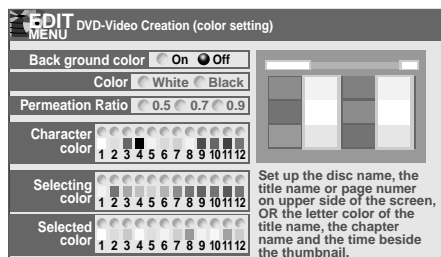 EDIT MENU DVD-Video Creation (color setting)
Back ground color On Off
Color White Black
Permeation Ratio 0.5 0.7 0.9
Character color
1 2 3 4 5 6 7 8 9 10 11 12
Selecting color
1 2 3 4 5 6 7 8 9 10 11 12
Selected color
1 2 3 4 5 6 7 8 9 10 11 12
Set up the disc name, the
title name or page numer
on upper side of the screen,
OR the letter color of the
title name, the chapter
name and the time beside
the thumbnail.